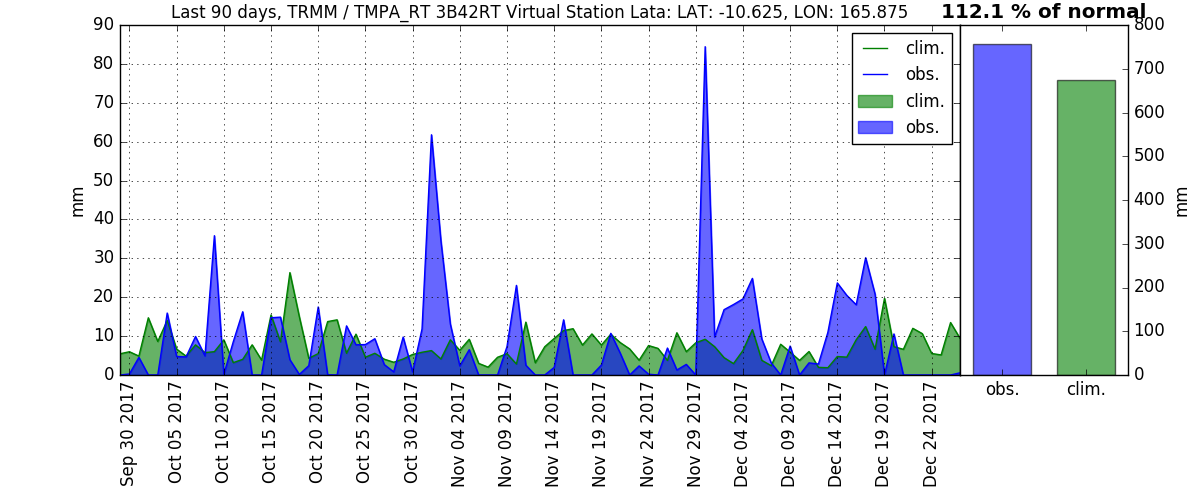 Last 90 days, TRMM / TMPA_RT 3B42RT Virtual Station Lata: LAT: -10.625, LON: 165.875
112.1 % of normal
90
80
70
60
50
40
30
20
10
0
mm
clim.
obs.
clim.
obs.
Sep 30 2017
Oct 05 2017
Oct 10 2017
Oct 15 2017
Oct 20 2017
Oct 25 2017
Oct 30 2017
Nov 04 2017
Nov 09 2017
Nov 14 2017
Nov 19 2017
Nov 24 2017
Nov 29 2017
Dec 04 2017
Dec 09 2017
Dec 14 2017
Dec 19 2017
Dec 24 2017
800
700
600
500
400
300
200
100
0
mm
obs.
clim.